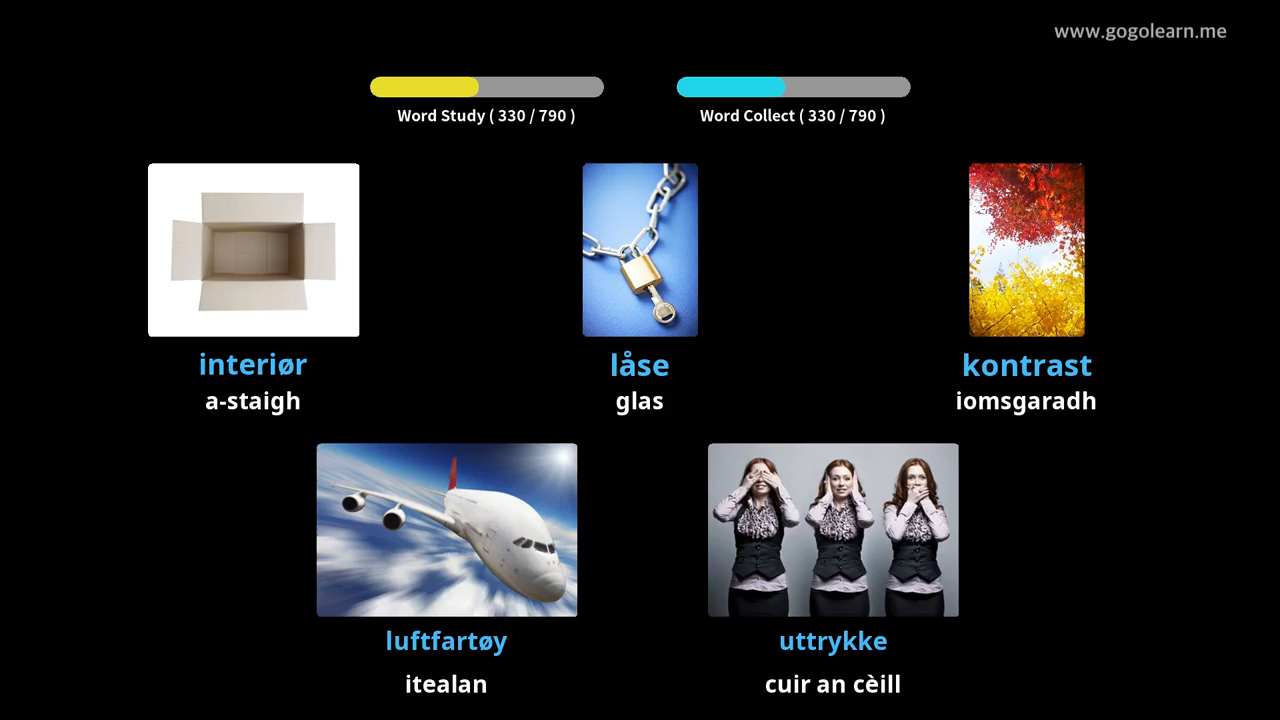 www.gogolearn.me
Word Study ( 330 / 790 )
Word Collect ( 330 / 790 )
interiør
a-staigh
låse
glas
kontrast
iomsgaradh
luftfartøy
itealan
uttrykke
cuir an cèill